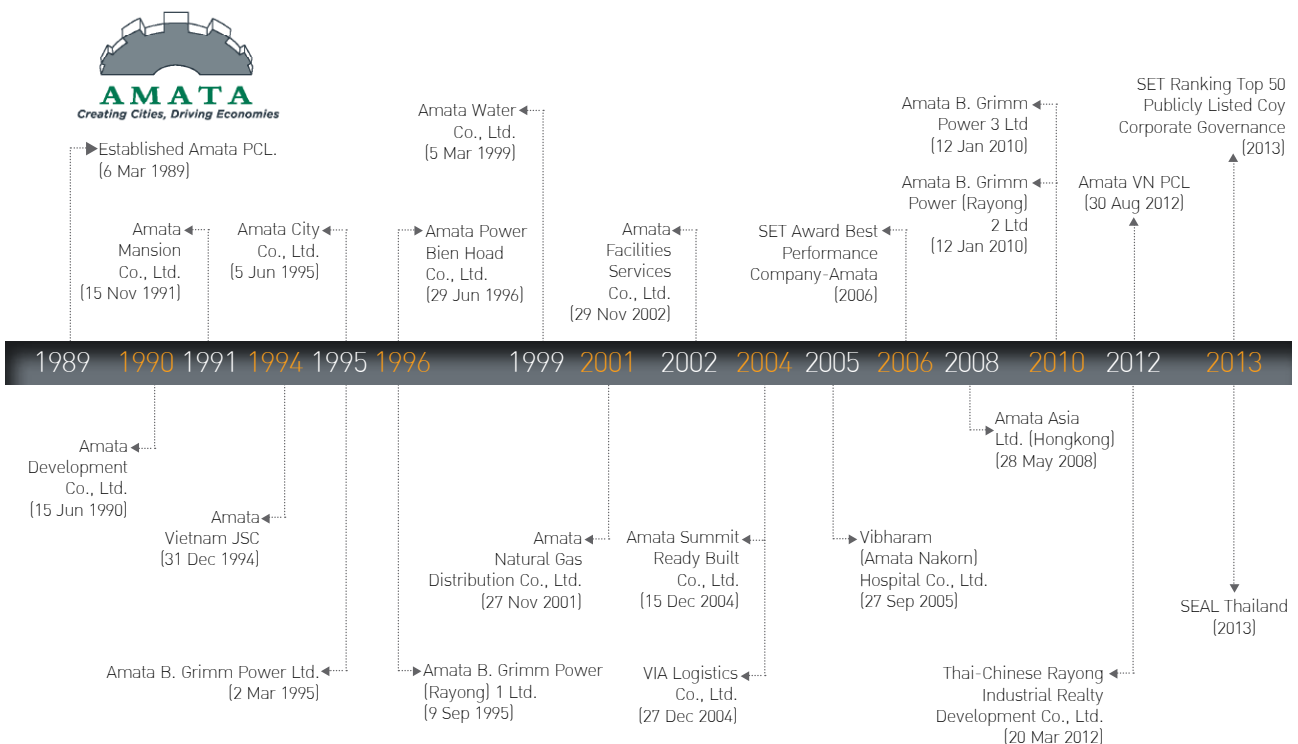 AMATA
Creating Cities, Driving Economies
Established Amata PCL.
(6 Mar 1989)
Amata
Mansion
Co., Ltd.
(15 Nov 1991)
Amata City
Co., Ltd.
(5 Jun 1995)
Amata Water
Co., Ltd.
(5 Mar 1999)
Amata Power
Bien Hoad
Co., Ltd.
(29 Jun 1996)
Amata
Facilities
Services
Co., Ltd.
(29 Nov 2002)
SET Award Best
Performance
Company-Amata
(2006)
Amata B. Grimm
Power 3 Ltd
(12 Jan 2010)
Amata B. Grimm
Power (Rayong)
2 Ltd
(12 Jan 2010)
Amata VN PCL
(30 Aug 2012)
SET Ranking Top 50
Publicly Listed Coy
Corporate Governance
(2013)
1989 1990 1991 1994 1995 1996 1999 2001 2002 2004 2005 2006 2008 2010 2012 2013
Amata
Development
Co., Ltd.
(15 Jun 1990)
Amata
Vietnam JSC
(31 Dec 1994)
Amata B. Grimm Power Ltd.
(2 Mar 1995)
Amata B. Grimm Power
(Rayong) 1 Ltd.
(9 Sep 1995)
Amata
Natural Gas
Distribution Co., Ltd.
(27 Nov 2001)
Amata Summit
Ready Built
Co., Ltd.
(15 Dec 2004)
VIA Logistics
Co., Ltd.
(27 Dec 2004)
Vibharam
(Amata Nakorn)
Hospital Co., Ltd.
(27 Sep 2005)
Amata Asia
Ltd. (Hongkong)
(28 May 2008)
Thai-Chinese Rayong
Industrial Realty
Development Co., Ltd.
(20 Mar 2012)
SEAL Thailand
(2013)